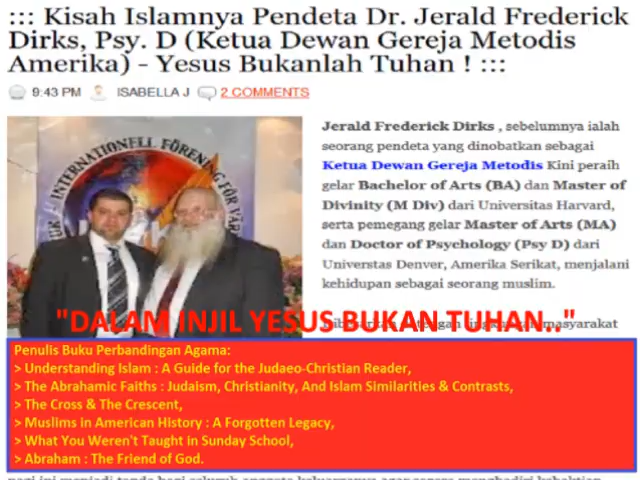 ::: Kisah Islamnya Pendeta Dr. Jerald Frederick
Dirks, Psy. D (Ketua Dewan Gereja Metodis
Amerika) - Yesus Bukanlah Tuhan ! :::
9:43 PM ISABELLA J 2 COMMENTS
INTERNATIONELL FÖRENING FÖR
Jerald Frederick Dirks , sebelumnya ialah
seorang pendeta yang dinobatkan sebagai
Ketua Dewan Gereja Metodis Kini peraih
gelar Bachelor of Arts (BA) dan Master of
Divinity (M Div) dari Universitas Harvard,
serta pemegang gelar Master of Arts (MA)
dan Doctor of Psychology (Psy D) dari
Universtas Denver, Amerika Serikat, menjalani
kehidupan sebagai seorang muslim.
"DALAM INJIL YESUS BUKAN TUHAN.."
masyarakat
Penulis Buku Perbandingan Agama:
> Understanding Islam : A Guide for the Judaeo-Christian Reader,
> The Abrahamic Faiths : Judaism, Christianity, And Islam Similarities & Contrasts,
> The Cross & The Crescent,
> Muslims in American History : A Forgotten Legacy,
> What You Weren't Taught in Sunday School,
> Abraham : The Friend of God.